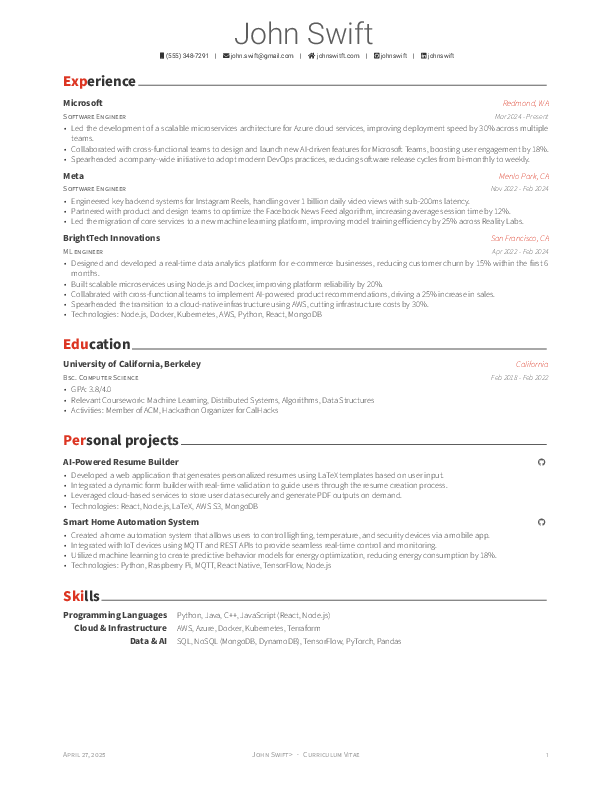 John Swift
(555) 348-7291 | john.swift@gmail.com | johnswiftt.com | johnswift | johnswift
Experience
Microsoft Redmond, WA
Software Engineer Mar 2024 - Present
• Led the development of a scalable microservices architecture for Azure cloud services, improving deployment speed by 30% across multiple
teams.
• Collaborated with cross-functional teams to design and launch new AI-driven features for Microsoft Teams, boosting user engagement by 18%.
• Spearheaded a company-wide initiative to adopt modern DevOps practices, reducing software release cycles from bi-monthly to weekly.
Meta Menlo Park, CA
Software Engineer Nov 2022 - Feb 2024
• Engineered key backend systems for Instagram Reels, handling over 1 billion daily video views with sub-200ms latency.
• Partnered with product and design teams to optimize the Facebook News Feed algorithm, increasing average session time by 12%.
• Led the migration of core services to a new machine learning platform, improving model training efficiency by 25% across Reality Labs.
BrightTech Innovations San Francisco, CA
ML engineer Apr 2022 - Feb 2024
• Designed and developed a real-time data analytics platform for e-commerce businesses, reducing customer churn by 15% within the first 6
months.
• Built scalable microservices using Node.js and Docker, improving platform reliability by 20%.
• Collabrated with cross-functional teams to implement AI-powered product recommendations, driving a 25% increase in sales.
• Spearheaded the transition to a cloud-native infrastructure using AWS, cutting infrastructure costs by 30%.
• Technologies: Node.js, Docker, Kubernetes, AWS, Python, React, MongoDB
Education
University of California, Berkeley California
Bsc. Computer Science Feb 2018 - Feb 2022
• GPA: 3.8/4.0
• Relevant Coursework: Machine Learning, Distributed Systems, Algorithms, Data Structures
• Activities: Member of ACM, Hackathon Organizer for CalHacks
Personal projects
AI-Powered Resume Builder
• Developed a web application that generates personalized resumes using LaTeX templates based on user input.
• Integrated a dynamic form builder with real-time validation to guide users through the resume creation process.
• Leveraged cloud-based services to store user data securely and generate PDF outputs on demand.
• Technologies: React, Node.js, LaTeX, AWS S3, MongoDB
Smart Home Automation System
• Created a home automation system that allows users to control lighting, temperature, and security devices via a mobile app.
• Integrated with IoT devices using MQTT and REST APIs to provide seamless real-time control and monitoring.
• Utilized machine learning to create predictive behavior models for energy optimization, reducing energy consumption by 18%.
• Technologies: Python, Raspberry Pi, MQTT, React Native, TensorFlow, Node.js
Skills
Programming Languages Python, Java, C++, JavaScript (React, Node.js)
Cloud & Infrastructure AWS, Azure, Docker, Kubernetes, Terraform
Data & AI SQL, NoSQL (MongoDB, DynamoDB), TensorFlow, PyTorch, Pandas
April 27, 2025 John Swift> · Curriculum Vitae 1